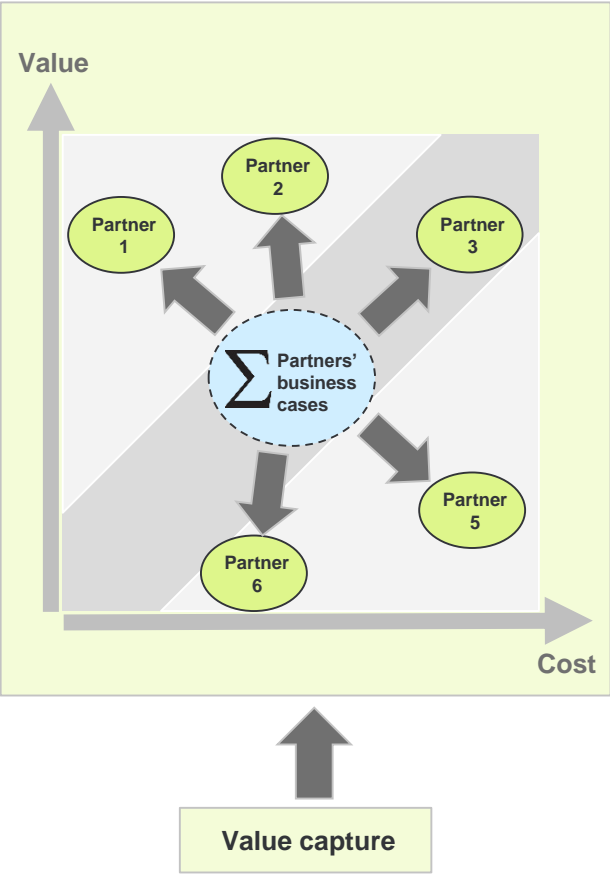 Value
Partner
2
Partner
1
Partner
3
∑ Partners’
business
cases
Partner
5
Partner
6
Cost
Value capture